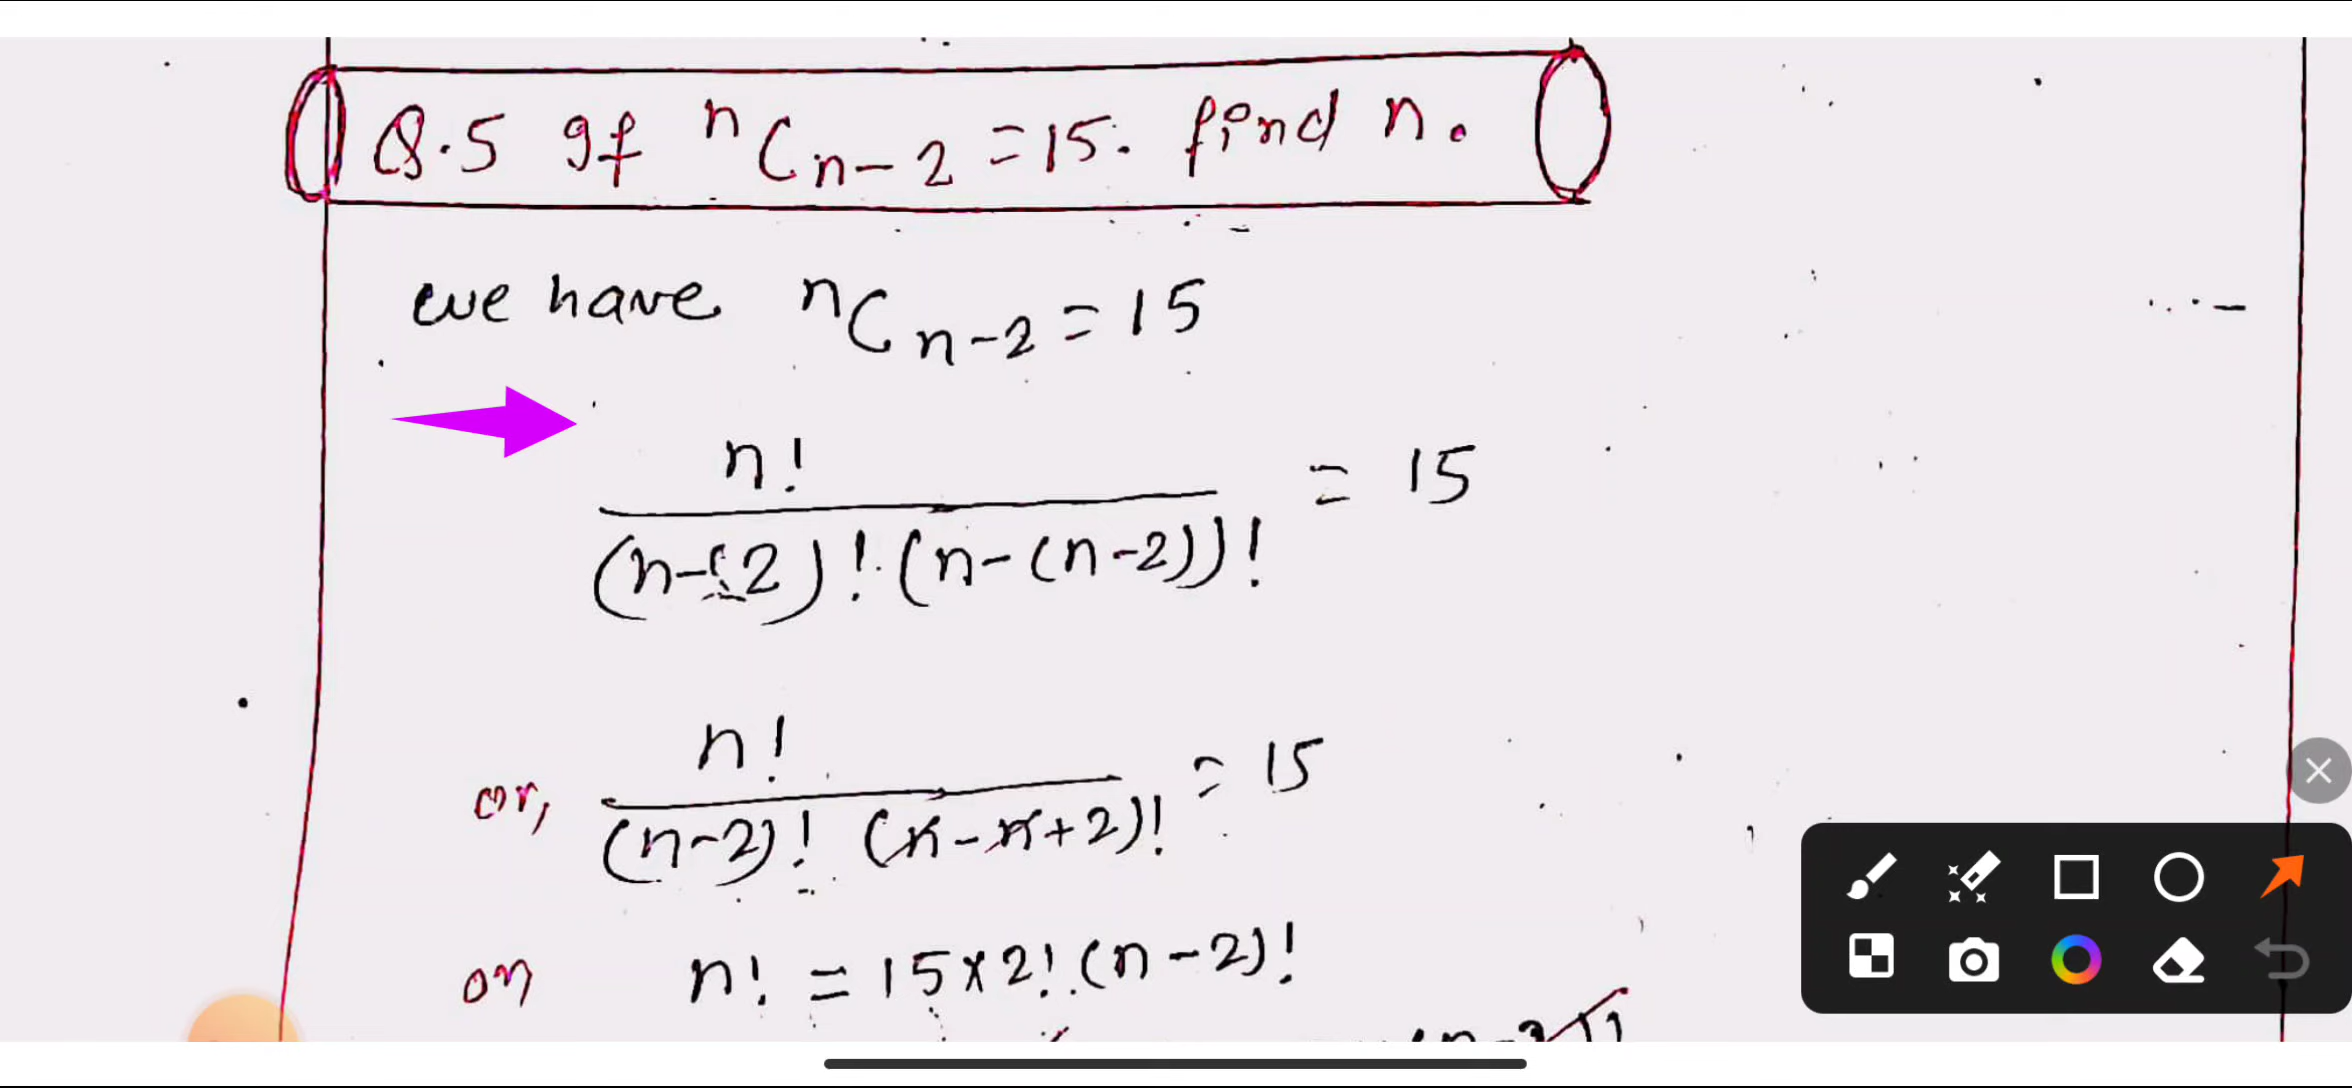 Q.5 If ⁿCₙ₋₂ = 15. find n.
we have ⁿCₙ₋₂ = 15
n! / (n-2)! (n-(n-2))! = 15
or, n! / (n-2)! (n-n+2)! = 15
or n! = 15 × 2! (n-2)!